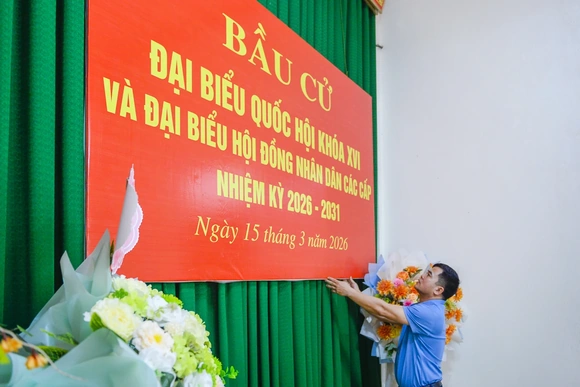 BẦU CỬ
ĐẠI BIỂU QUỐC HỘI KHÓA XVI
VÀ ĐẠI BIỂU HỘI ĐỒNG NHÂN DÂN CÁC CẤP
NHIỆM KỲ 2026 - 2031
Ngày 15 tháng 3 năm 2026